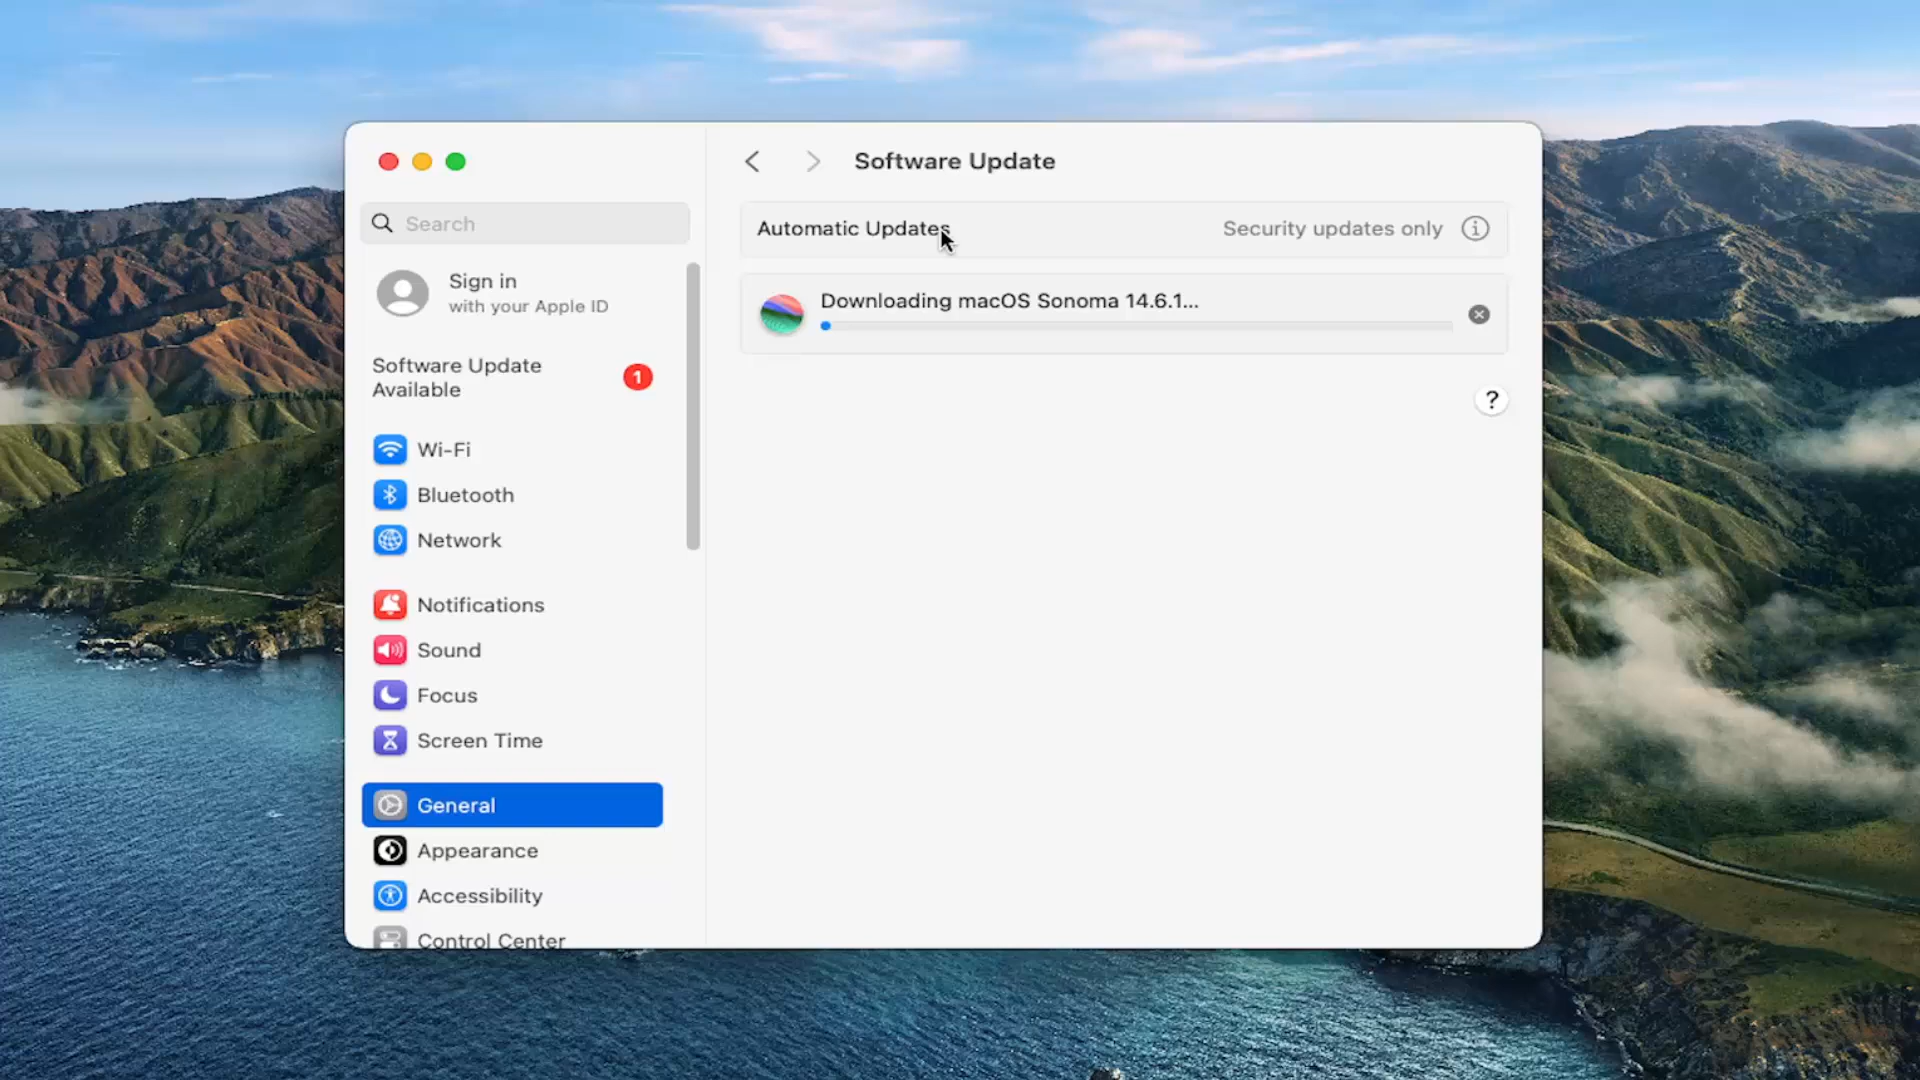 Software Update
Search
Automatic Updates
Security updates only
Sign in
with your Apple ID
Downloading macOS Sonoma 14.6.1...
Software Update
Available
1
?
Wi-Fi
Bluetooth
Network
Notifications
Sound
Focus
Screen Time
General
Appearance
Accessibility
Control Center